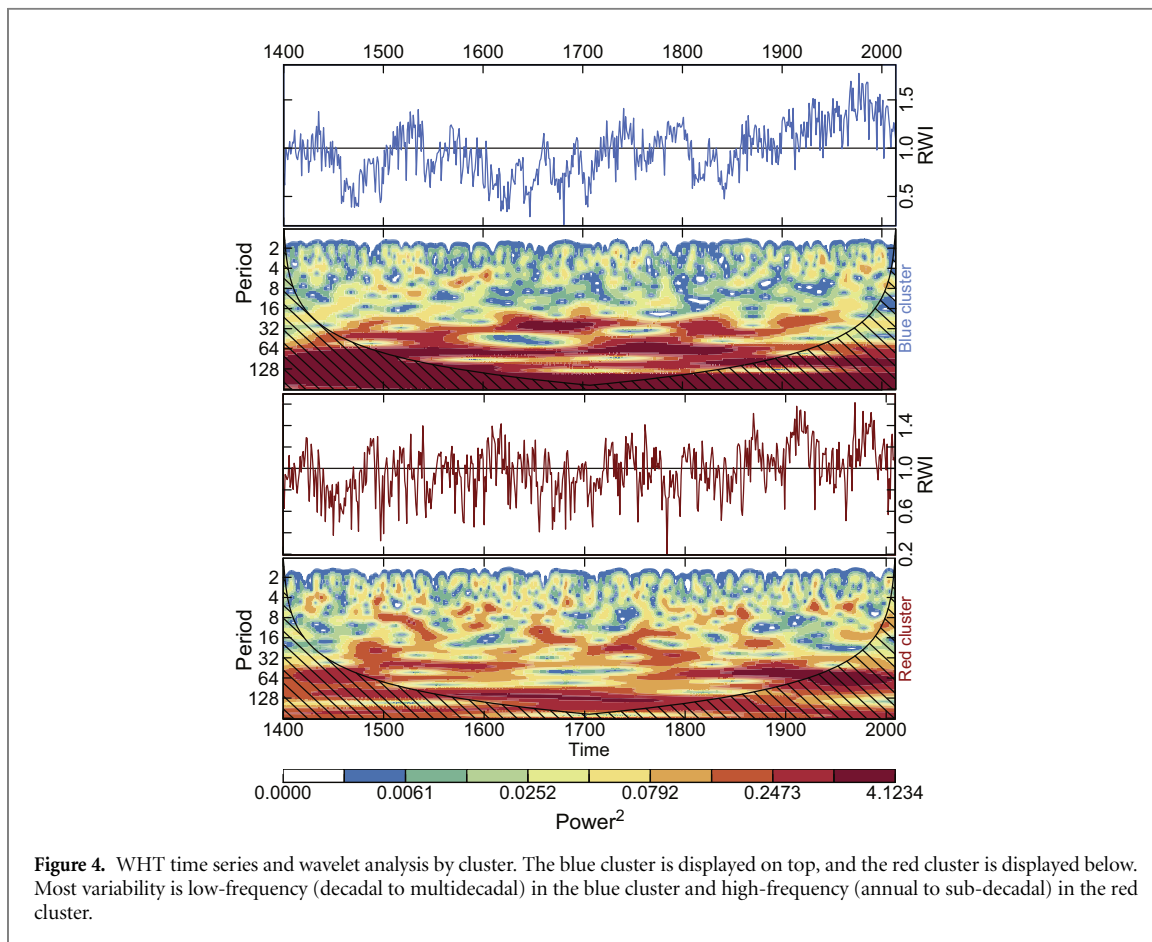 1400 1500 1600 1700 1800 1900 2000
1.5
1.0
0.5
RWI
2
4
8
16
32
64
128
Period
Blue cluster
1.4
1.0
0.6
0.2
RWI
2
4
8
16
32
64
128
Period
Red cluster
1400 1500 1600 1700 1800 1900 2000
Time
0.0000 0.0061 0.0252 0.0792 0.2473 4.1234
Power²
Figure 4. WHT time series and wavelet analysis by cluster. The blue cluster is displayed on top, and the red cluster is displayed below.
Most variability is low-frequency (decadal to multidecadal) in the blue cluster and high-frequency (annual to sub-decadal) in the red
cluster.